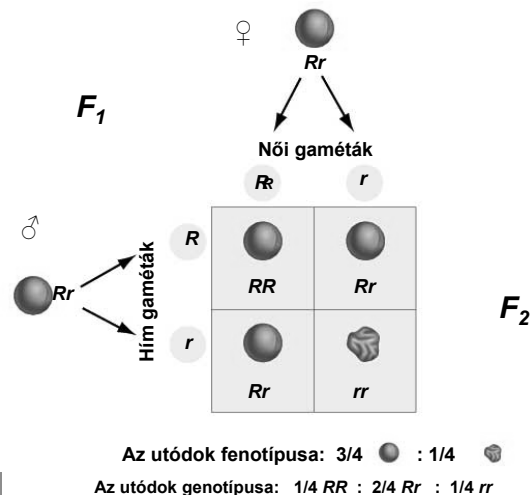 ♀
Rr
F1
Női gaméták
RR r
♂
Hím gaméták
R
Rr
RR Rr
r
Rr rr
F2
Az utódok fenotípusa: 3/4 : 1/4
Az utódok genotípusa: 1/4 RR : 2/4 Rr : 1/4 rr